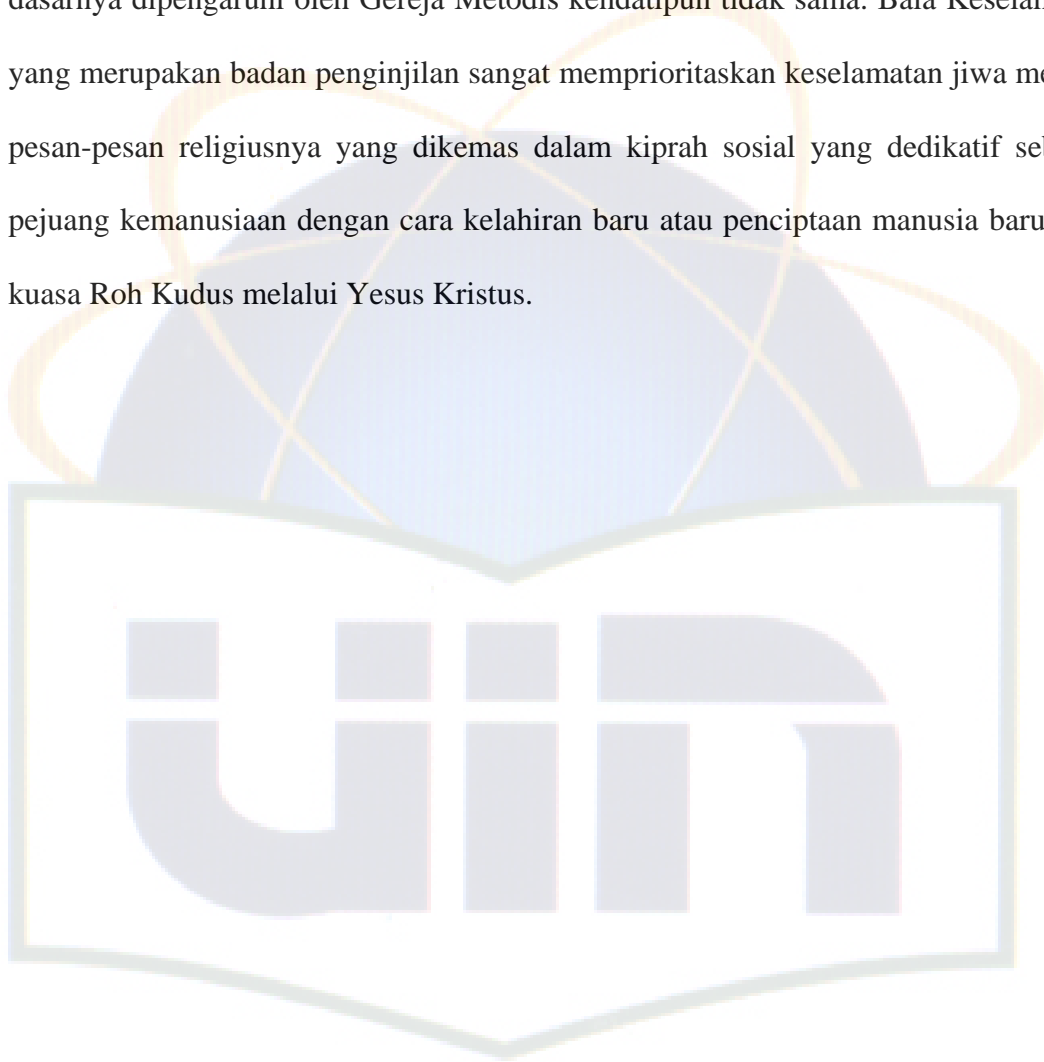 dasarnya dipengaruhi oleh Gereja Metodis kendatipun tidak sama. Bala
yang merupakan badan penginjilan sangat memprioritaskan keselamatan jiwa
pesan-pesan religiusnya yang dikemas dalam kiprah sosial yang dedikatif
pejuang kemanusiaan dengan cara kelahiran baru atau penciptaan manusia baru
kuasa Roh Kudus melalui Yesus Kristus.
uin